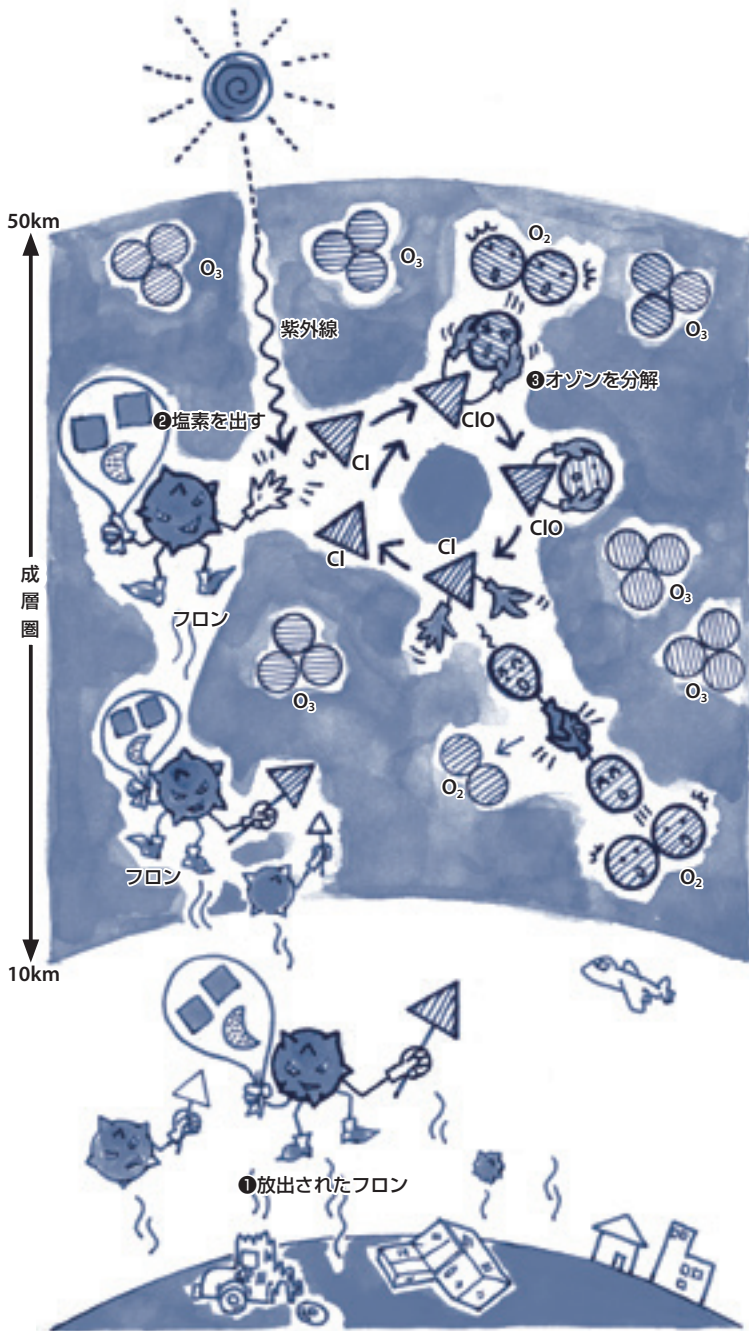 50km
O₂
O₃
O₃
O₃
紫外線
❸オゾンを分解
❷塩素を出す
ClO
Cl
ClO
Cl
Cl
成層圏
O₃
フロン
O₃
O₃
O₂
フロン
O₂
10km
❶放出されたフロン